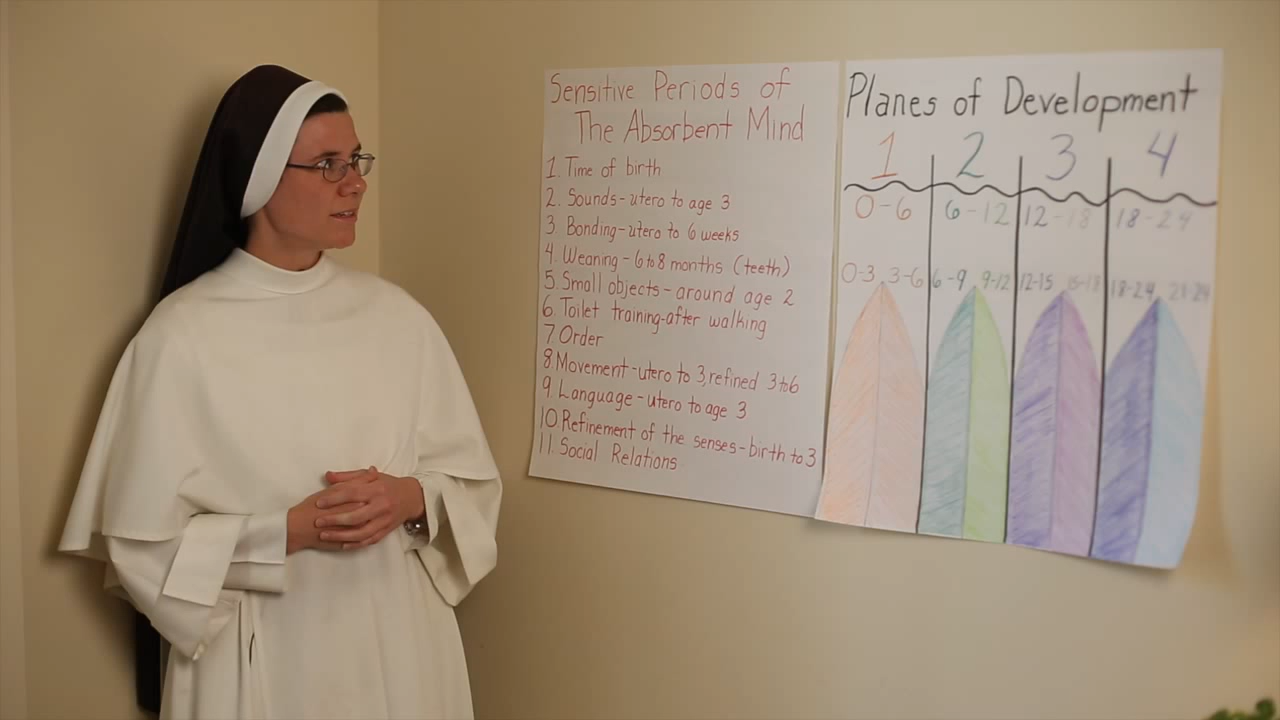 Sensitive Periods of
The Absorbent Mind
1. Time of birth
2. Sounds-utero to age 3
3. Bonding-utero to 6 weeks
4. Weaning - 6 to 8 months (teeth)
5. Small objects - around age 2
6. Toilet training-after walking
7. Order
8. Movement-utero to 3, refined 3 to 6
9. Language - utero to age 3
10. Refinement of the senses - birth to 3
11. Social Relations
Planes of Development
1 2 3 4
0-6 6-12 12-18 18-24
0-3 3-6 6-9 9-12 12-15 15-18 18-24 21-24